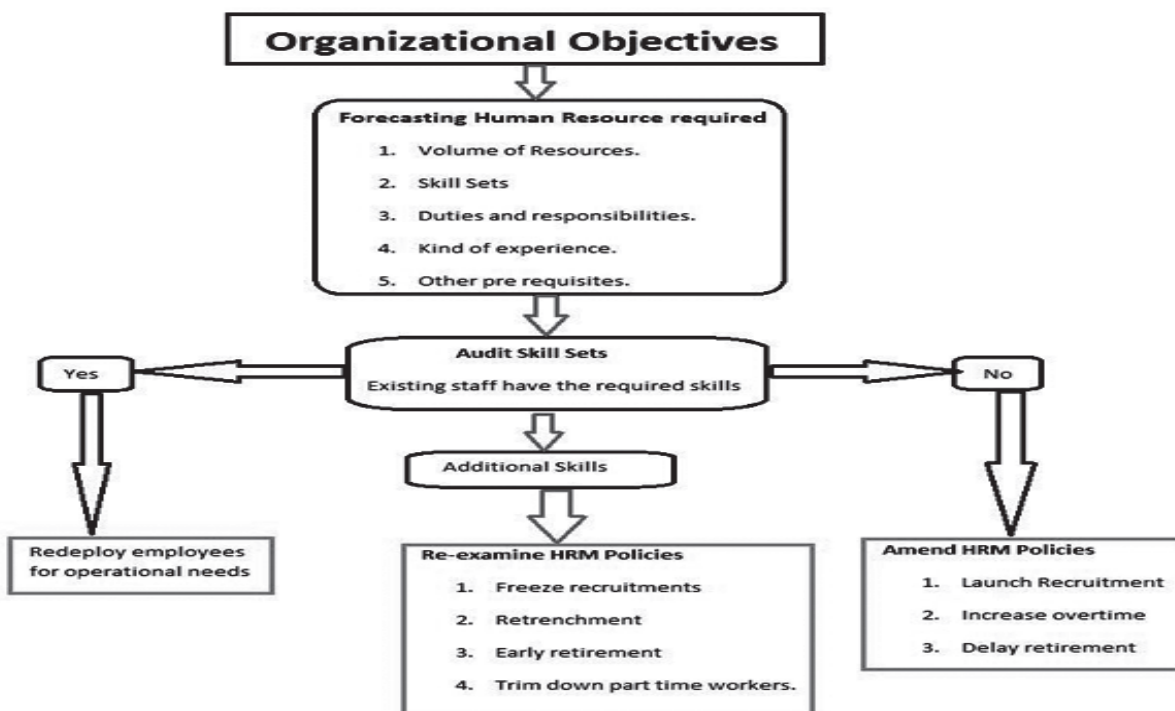 Organizational Objectives
Forecasting Human Resource required
1. Volume of Resources.
2. Skill Sets
3. Duties and responsibilities.
4. Kind of experience.
5. Other pre requisites.
Audit Skill Sets
Existing staff have the required skills
Yes
No
Additional Skills
Redeploy employees
for operational needs
Re-examine HRM Policies
1. Freeze recruitments
2. Retrenchment
3. Early retirement
4. Trim down part time workers.
Amend HRM Policies
1. Launch Recruitment
2. Increase overtime
3. Delay retirement